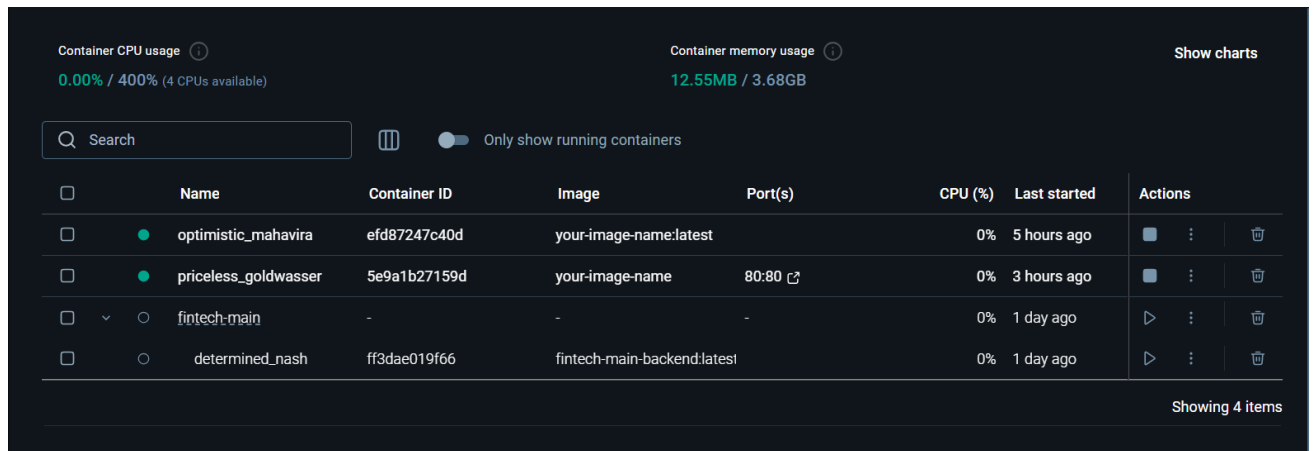 Container CPU usage
0.00% / 400% (4 CPUs available)
Container memory usage
12.55MB / 3.68GB
Show charts
Search
Only show running containers
Name Container ID Image Port(s) CPU (%) Last started Actions
optimistic_mahavira efd87247c40d your-image-name:latest 0% 5 hours ago
priceless_goldwasser 5e9a1b27159d your-image-name 80:80 0% 3 hours ago
fintech-main - - - 0% 1 day ago
determined_nash ff3dae019f66 fintech-main-backend:latest 0% 1 day ago
Showing 4 items